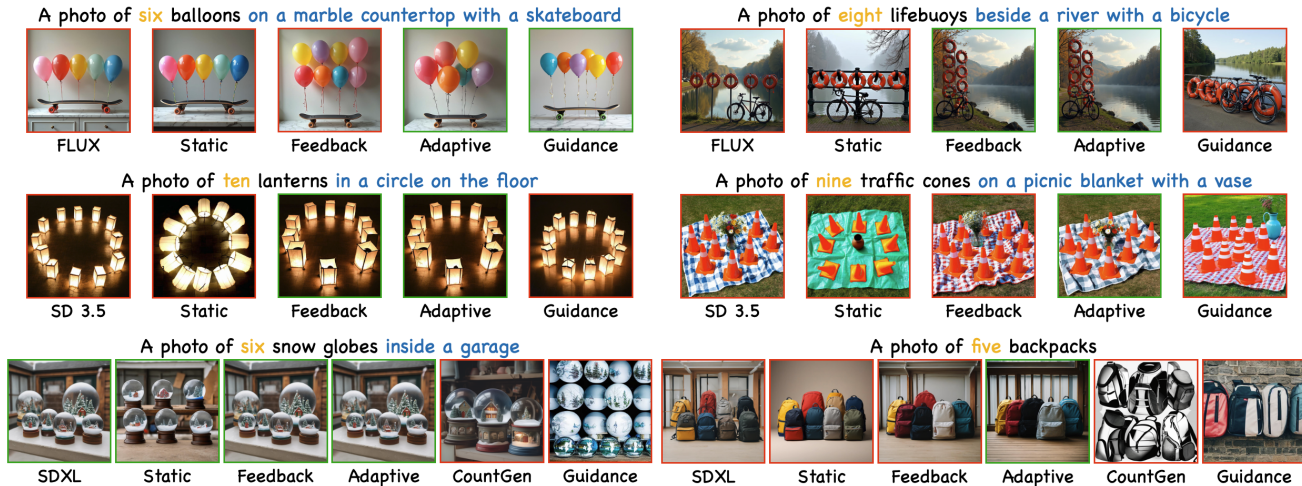 A photo of six balloons on a marble countertop with a skateboard
FLUX Static Feedback Adaptive Guidance
A photo of eight lifebuoys beside a river with a bicycle
FLUX Static Feedback Adaptive Guidance
A photo of ten lanterns in a circle on the floor
SD 3.5 Static Feedback Adaptive Guidance
A photo of nine traffic cones on a picnic blanket with a vase
SD 3.5 Static Feedback Adaptive Guidance
A photo of six snow globes inside a garage
SDXL Static Feedback Adaptive CountGen Guidance
A photo of five backpacks
SDXL Static Feedback Adaptive CountGen Guidance